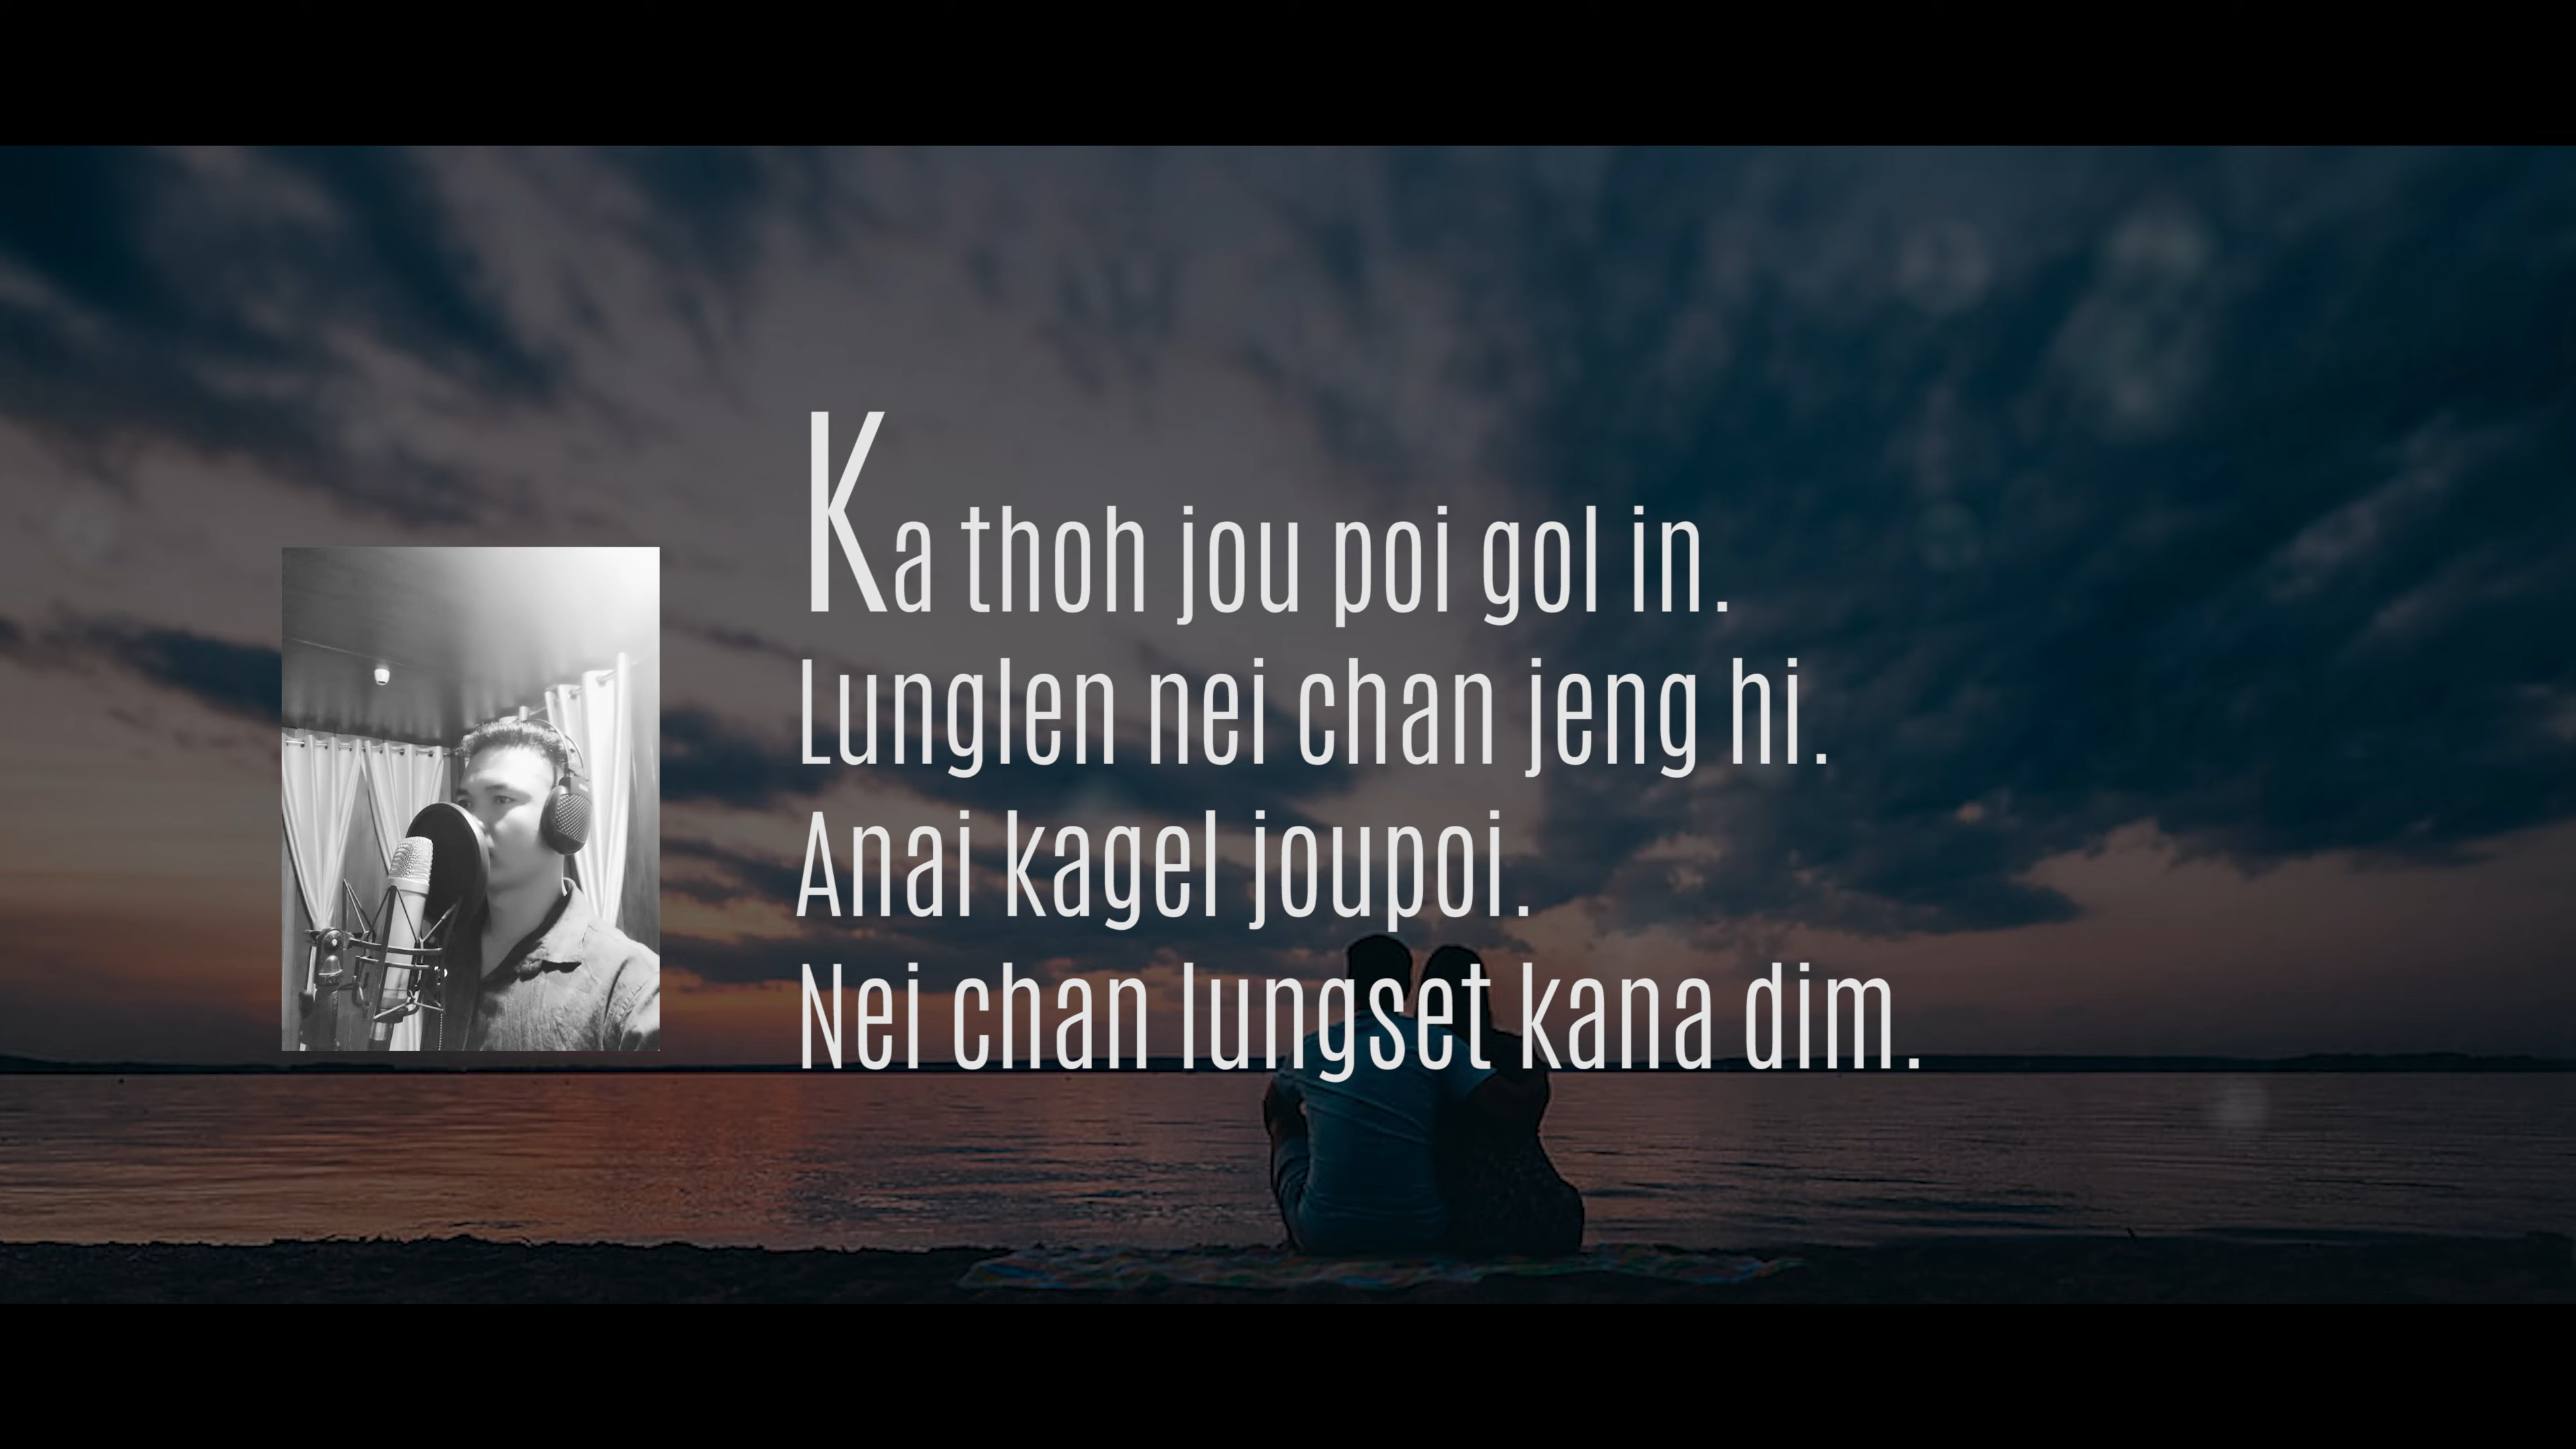 Ka thoh jou poi gol in.
Lunglen nei chan jeng hi.
Anai kagel joupoi.
Nei chan lungset kana dim.